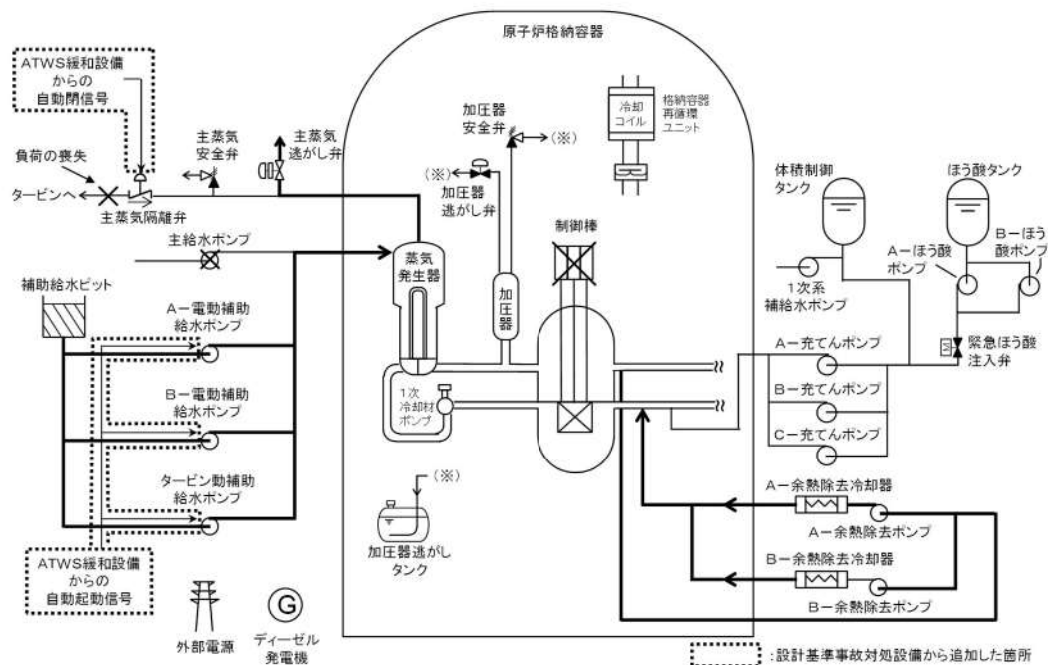 原子炉格納容器
ATWS緩和設備
からの
自動閉信号
負荷の喪失
タービンへ
主蒸気隔離弁
主蒸気
安全弁
主蒸気
逃がし弁
主給水ポンプ
補助給水ピット
A－電動補助
給水ポンプ
B－電動補助
給水ポンプ
タービン動補助
給水ポンプ
ATWS緩和設備
からの
自動起動信号
外部電源
G
ディーゼル
発電機
加圧器
安全弁
(※)
(※)
加圧器
逃がし弁
冷却
コイル
格納容器
再循環
ユニット
蒸気
発生器
加圧器
制御棒
1次
冷却材
ポンプ
(※)
加圧器逃がし
タンク
体積制御
タンク
ほう酸タンク
1次系
補給水ポンプ
A－ほう酸
ポンプ
B－ほう
酸ポンプ
M
緊急ほう酸
注入弁
A－充てんポンプ
B－充てんポンプ
C－充てんポンプ
A－余熱除去冷却器
A－余熱除去ポンプ
B－余熱除去冷却器
B－余熱除去ポンプ
:設計基準事故対処設備から追加した箇所